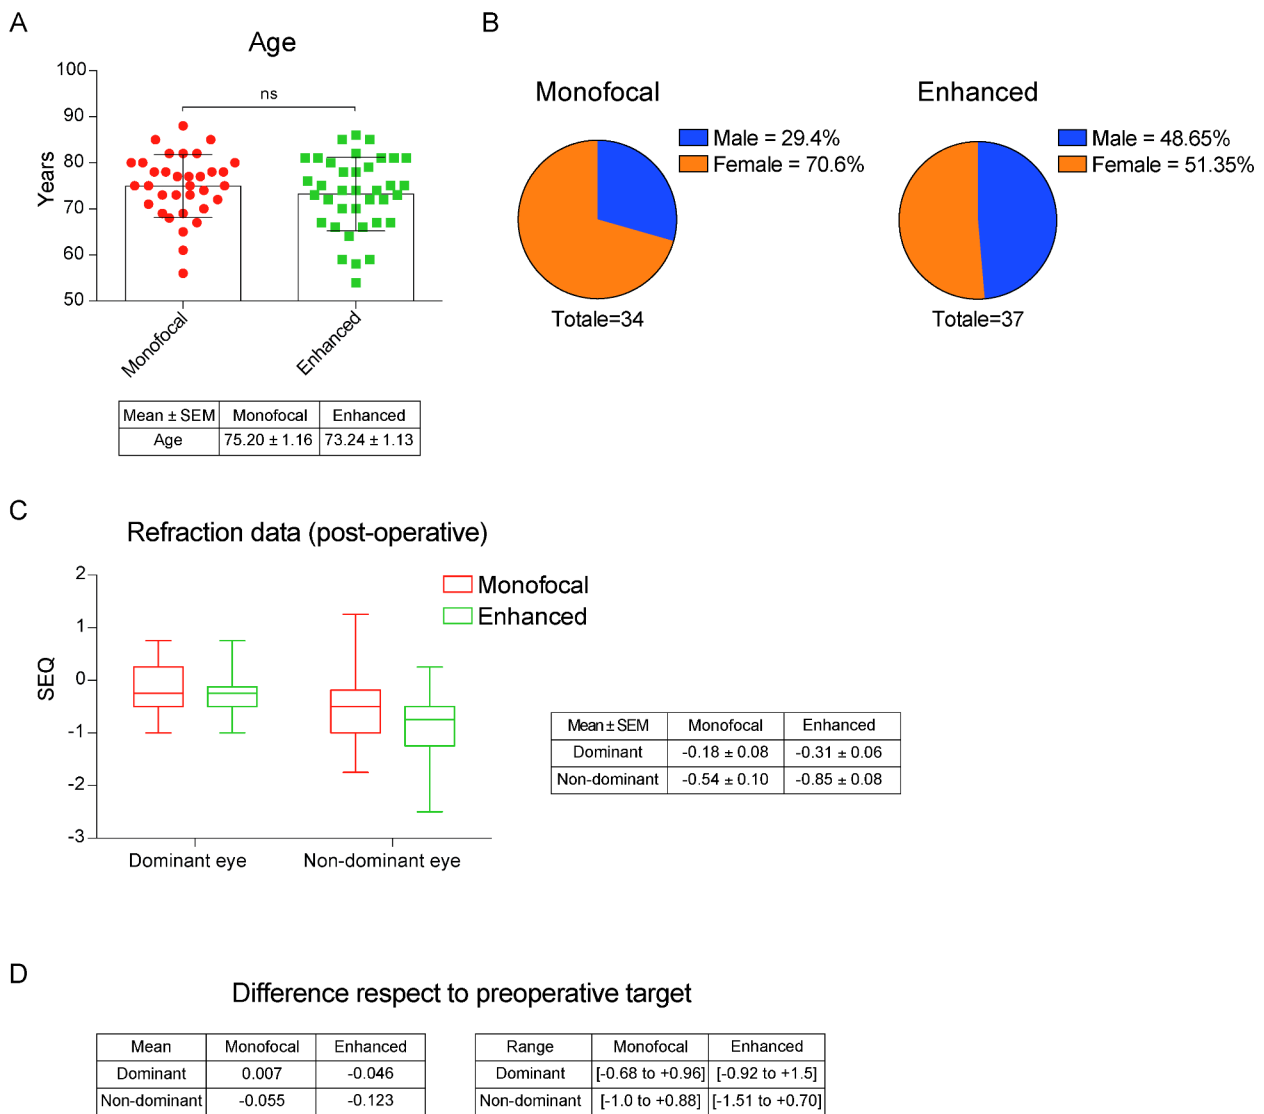 A
Age
100
90
80
70
60
50
Years
ns
Monofocal
Enhanced
Mean ± SEM Monofocal Enhanced
Age 75.20 ± 1.16 73.24 ± 1.13
B
Monofocal
Male = 29.4%
Female = 70.6%
Totale=34
Enhanced
Male = 48.65%
Female = 51.35%
Totale=37
C
Refraction data (post-operative)
2
1
0
-1
-2
-3
SEQ
Monofocal
Enhanced
Dominant eye
Non-dominant eye
Mean ± SEM Monofocal Enhanced
Dominant -0.18 ± 0.08 -0.31 ± 0.06
Non-dominant -0.54 ± 0.10 -0.85 ± 0.08
D
Difference respect to preoperative target
Mean Monofocal Enhanced
Dominant 0.007 -0.046
Non-dominant -0.055 -0.123
Range Monofocal Enhanced
Dominant [-0.68 to +0.96] [-0.92 to +1.5]
Non-dominant [-1.0 to +0.88] [-1.51 to +0.70]